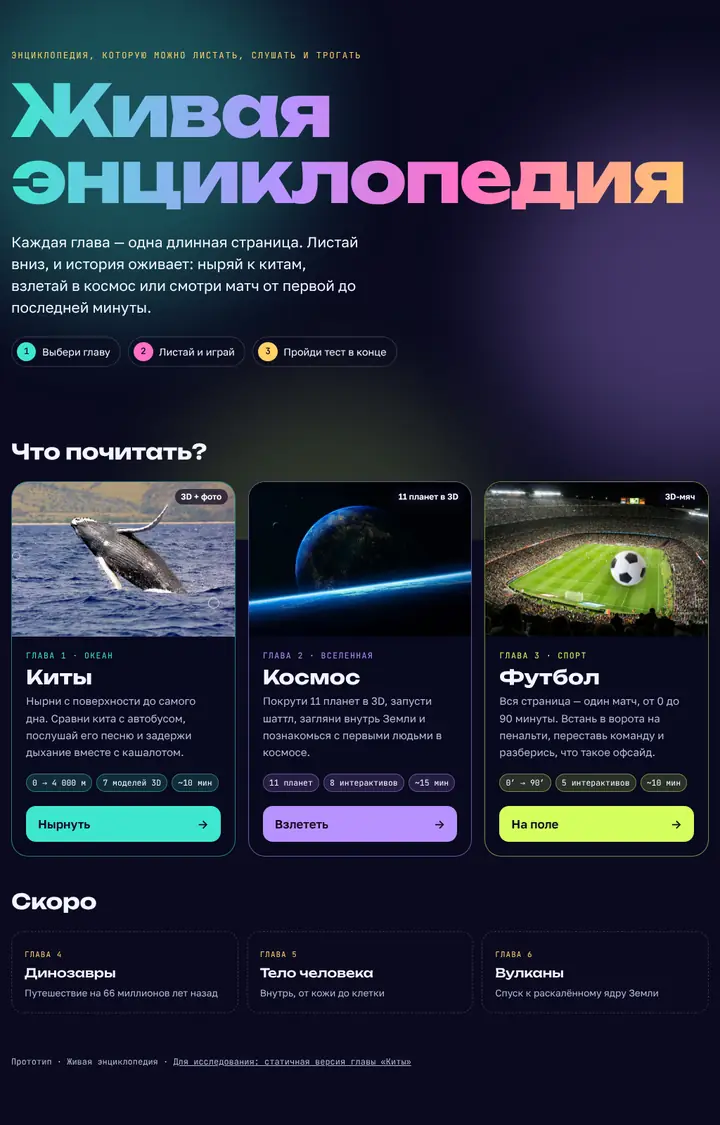 ЭНЦИКЛОПЕДИЯ, КОТОРУЮ МОЖНО ЛИСТАТЬ, СЛУШАТЬ И ТРОГАТЬ
Живая
энциклопедия
Каждая глава — одна длинная страница. Листай
вниз, и история оживает: ныряй к китам,
взлетай в космос или смотри матч от первой до
последней минуты.
1 Выбери главу 2 Листай и играй 3 Пройди тест в конце
Что почитать?
3D + фото
ГЛАВА 1 · ОКЕАН
Киты
Нырни с поверхности до самого
дна. Сравни кита с автобусом,
послушай его песню и задержи
дыхание вместе с кашалотом.
0 → 4 000 м 7 моделей 3D ~10 мин
Нырнуть →
11 планет в 3D
ГЛАВА 2 · ВСЕЛЕННАЯ
Космос
Покрути 11 планет в 3D, запусти
шаттл, загляни внутрь Земли и
познакомься с первыми людьми в
космосе.
11 планет 8 интерактивов ~15 мин
Взлететь →
3D-мяч
ГЛАВА 3 · СПОРТ
Футбол
Вся страница — один матч, от 0 до
90 минуты. Встань в ворота на
пенальти, переставь команду и
разберись, что такое офсайд.
0’ → 90’ 5 интерактивов ~10 мин
На поле →
Скоро
ГЛАВА 4
Динозавры
Путешествие на 66 миллионов лет назад
ГЛАВА 5
Тело человека
Внутрь, от кожи до клетки
ГЛАВА 6
Вулканы
Спуск к раскалённому ядру Земли
Прототип · Живая энциклопедия · Для исследования: статичная версия главы «Киты»